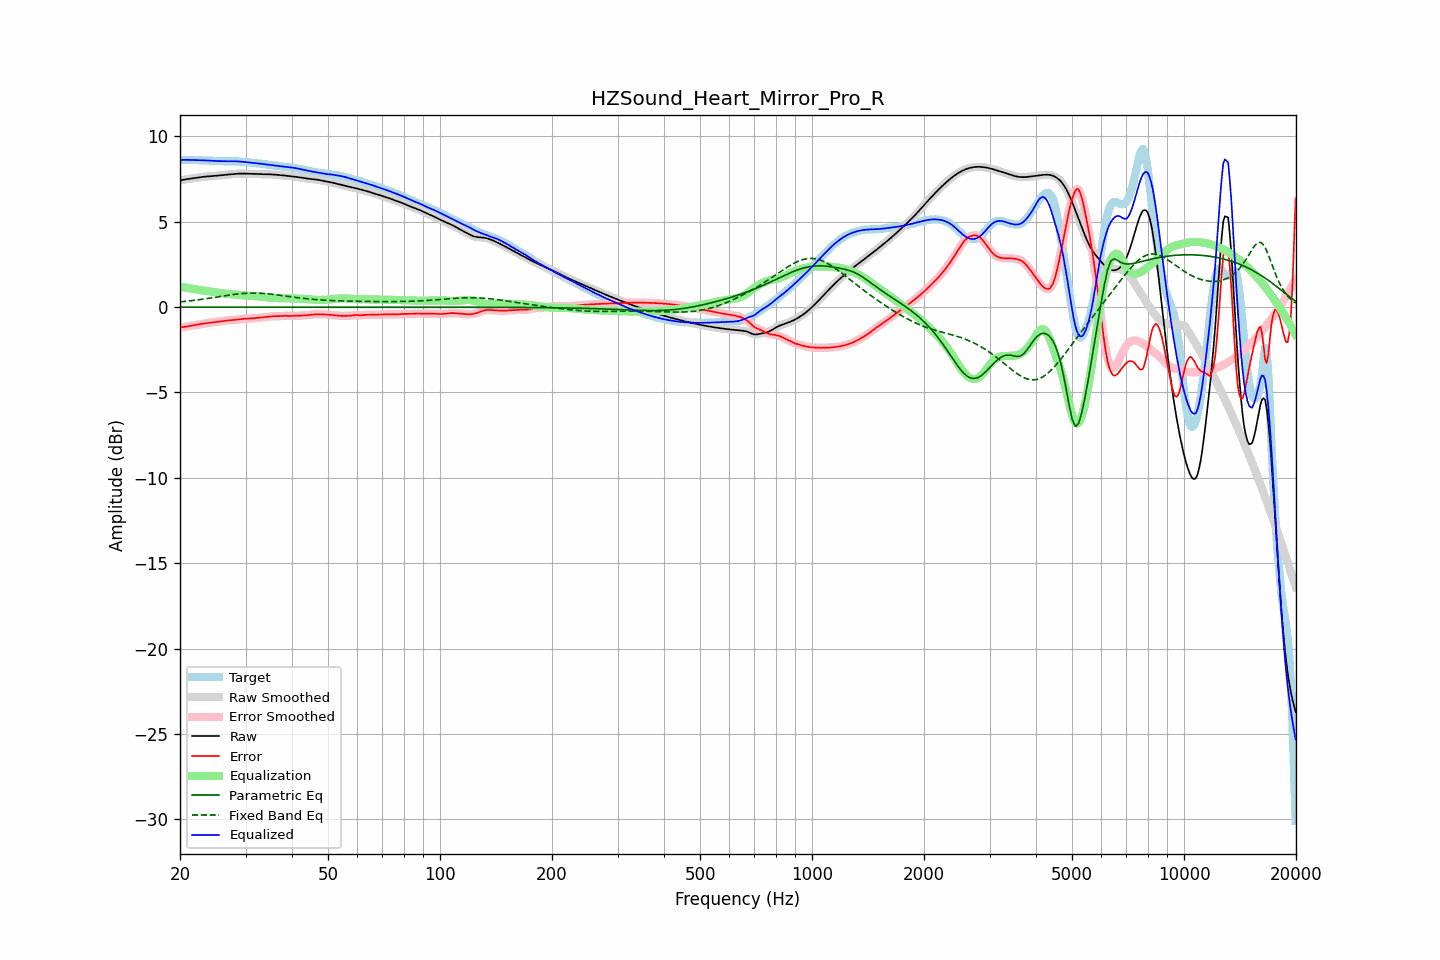 HZSound_Heart_Mirror_Pro_R
10
5
0
−5
−10
−15
−20
−25
−30
Amplitude (dBr)
Target
Raw Smoothed
Error Smoothed
Raw
Error
Equalization
Parametric Eq
Fixed Band Eq
Equalized
20 50 100 200 500 1000 2000 5000 10000 20000
Frequency (Hz)